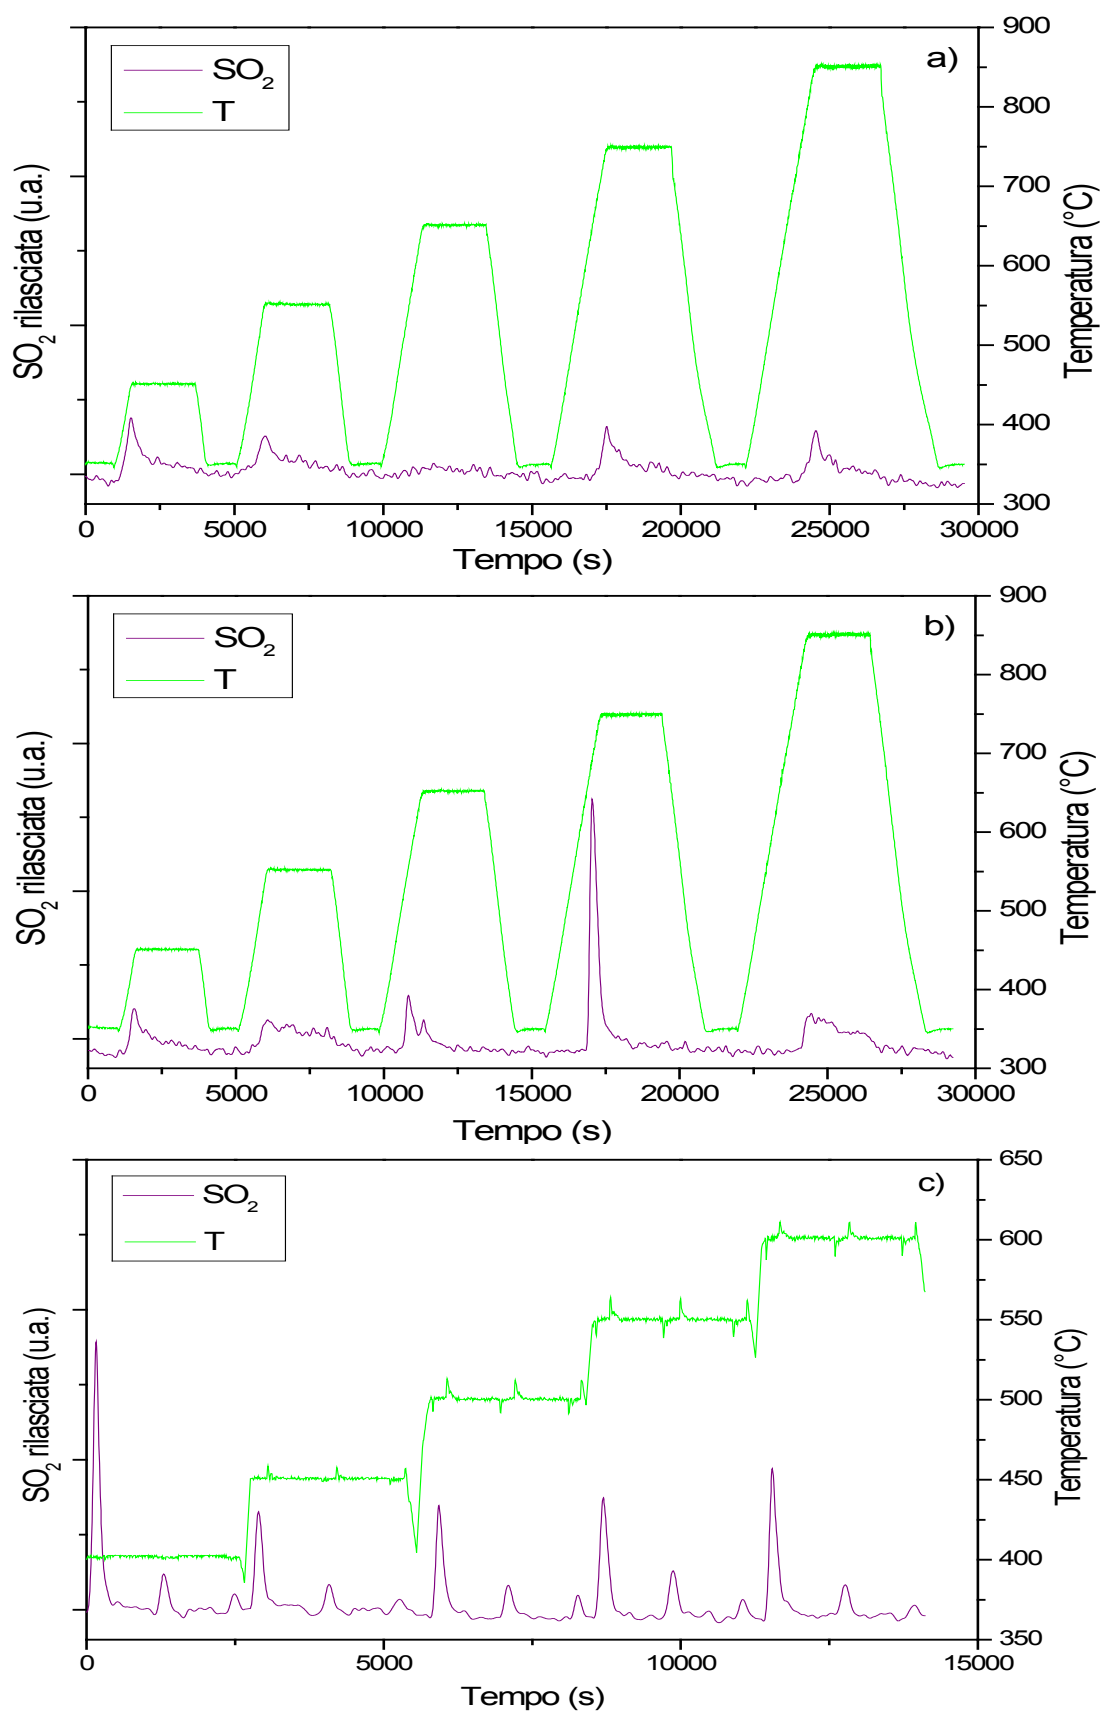 a)
SO2
T
SO2 rilasciata (u.a.)
900
800
700
600
500
400
300
Temperatura (°C)
0 5000 10000 15000 20000 25000 30000
Tempo (s)
b)
SO2
T
SO2 rilasciata (u.a.)
900
800
700
600
500
400
300
Temperatura (°C)
0 5000 10000 15000 20000 25000 30000
Tempo (s)
c)
SO2
T
SO2 rilasciata (u.a.)
650
600
550
500
450
400
350
Temperatura (°C)
0 5000 10000 15000
Tempo (s)